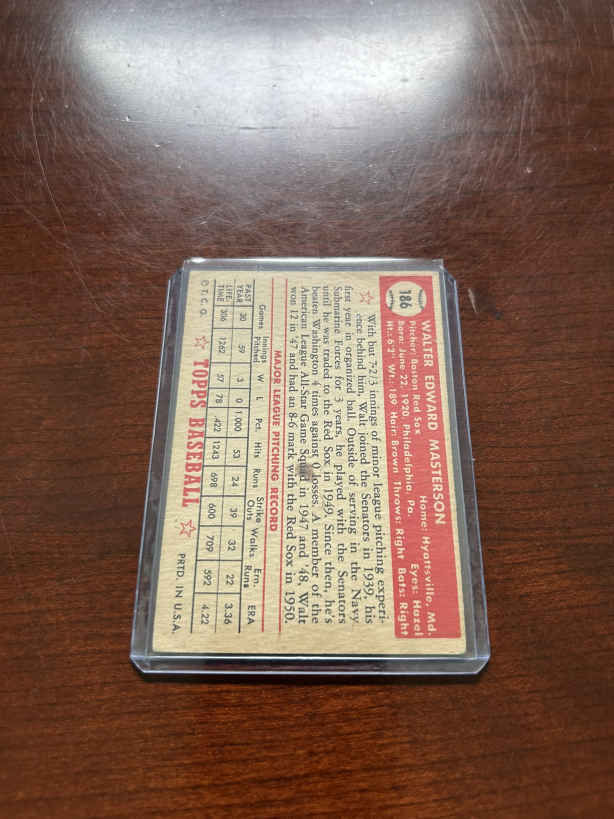 186
WALTER EDWARD MASTERSON
Home: Hyattsville, Md.
Pitcher: Boston Red Sox
Eyes: Hazel
Born: June 22, 1920, Philadelphia, Pa.
Ht.: 6'2" Wt.: 189 Hair: Brown Throws: Right Bats: Right
With but 7-2/3 innings of minor league pitching experi-
ence behind him, Walt joined the Senators in 1939, his
first year in organized ball. Outside of serving in the Navy
Submarine Forces for 3 years, he played with the Senators
until he was traded to the Red Sox in 1949. Since then, he's
beaten Washington 4 times against 0 losses. A member of the
American League All-Star Game Squad in 1947 and '48, Walt
won 12 in '47 and had an 8-6 mark with the Red Sox in 1950.
MAJOR LEAGUE PITCHING RECORD
Games Innings Pitched W L Pct. Hits Runs Strike Outs Walks Ern. Runs ERA
PAST YEAR 30 59 3 0 1.000 53 24 39 32 22 3.36
LIFE- TIME 306 1262 57 78 .422 1243 698 600 709 592 4.22
© T. C. G. TOPPS BASEBALL PRTD. IN U.S.A.